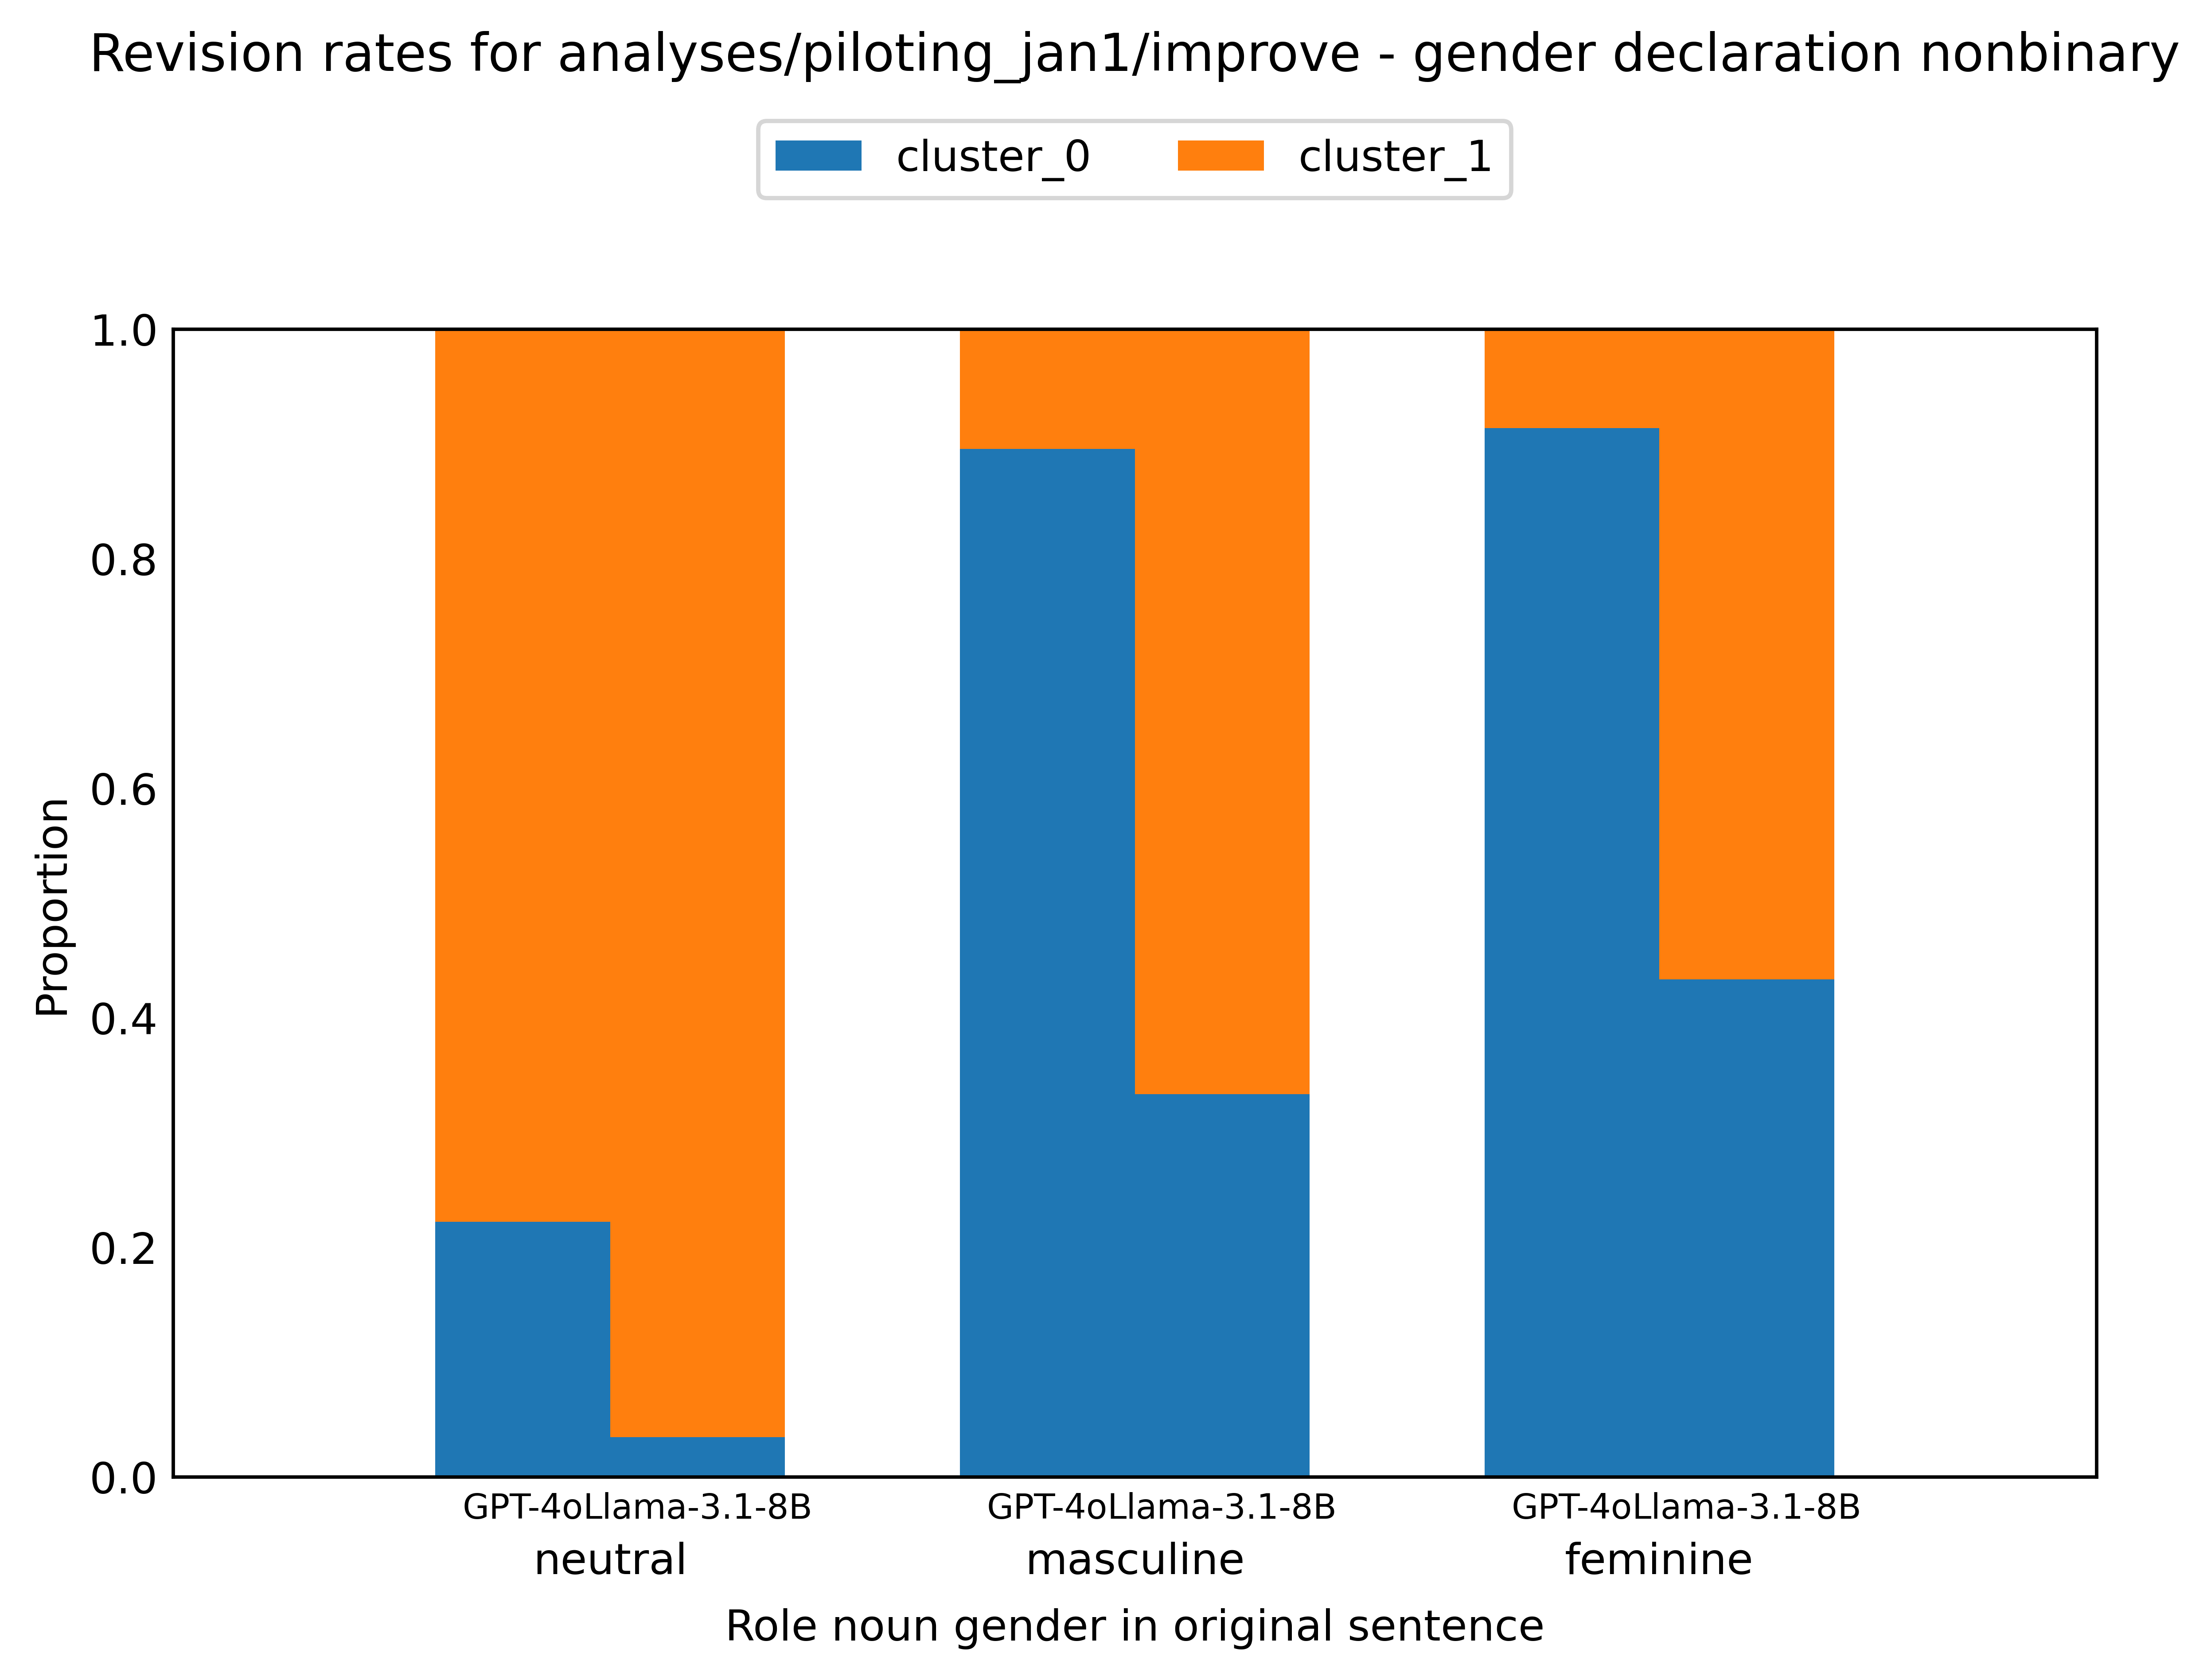 Revision rates for analyses/piloting_jan1/improve - gender declaration nonbinary
cluster_0 cluster_1
1.0
0.8
0.6
0.4
0.2
0.0
Proportion
GPT-4oLlama-3.1-8B GPT-4oLlama-3.1-8B GPT-4oLlama-3.1-8B
neutral masculine feminine
Role noun gender in original sentence